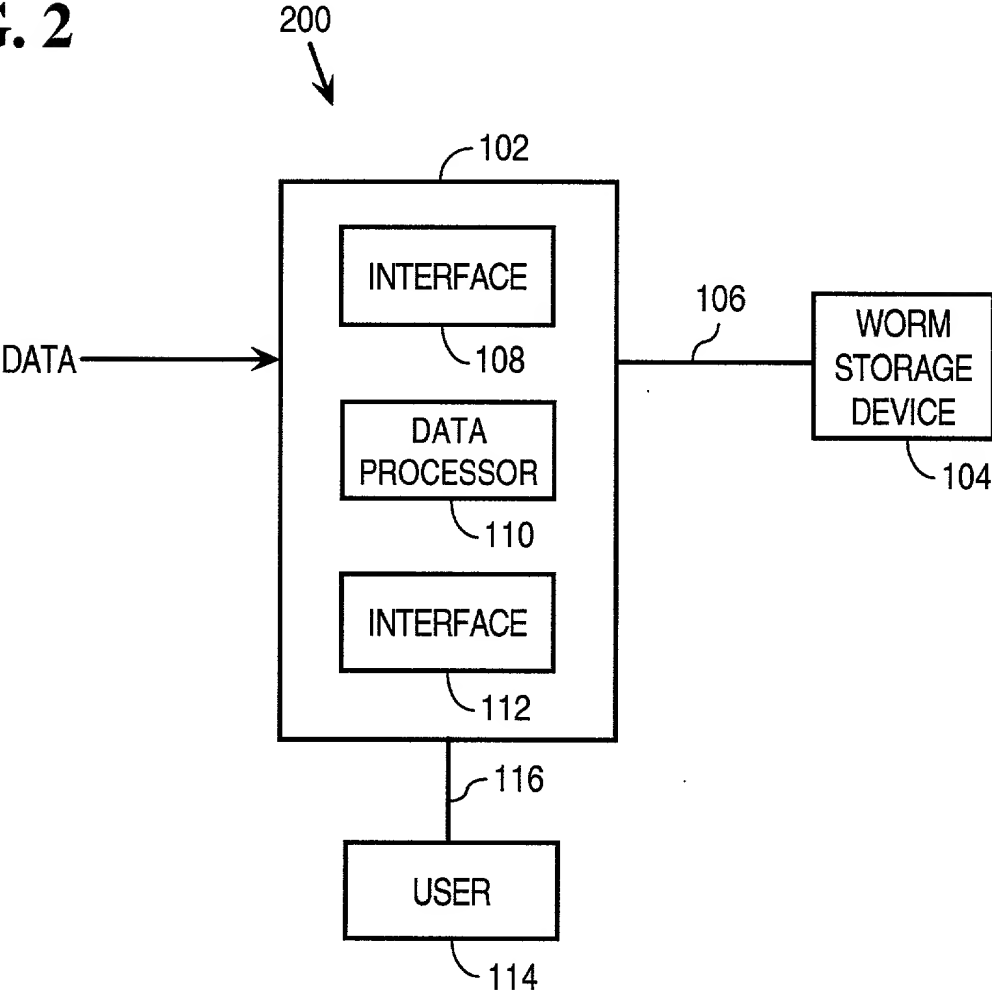 G. 2
200
102
INTERFACE
108
106
WORM
STORAGE
DEVICE
104
DATA
DATA
PROCESSOR
110
INTERFACE
112
116
USER
114